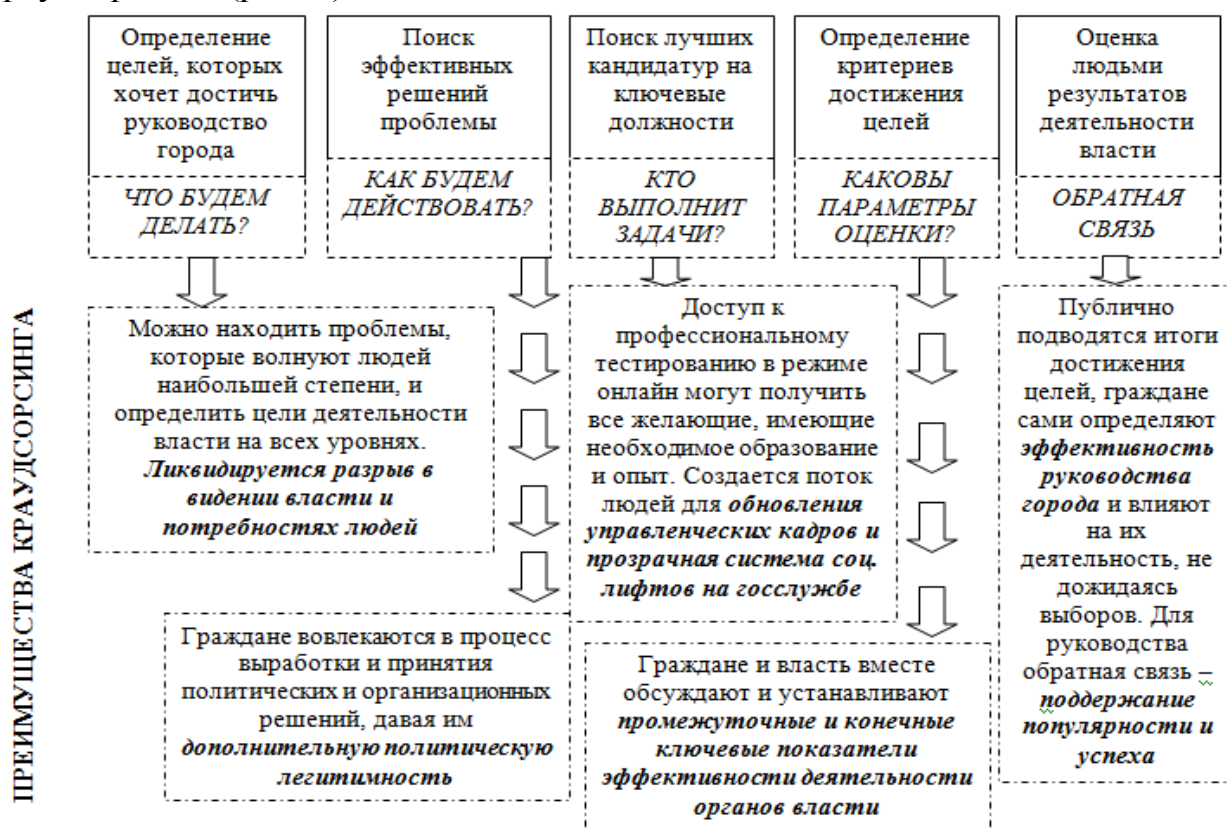 Определение
целей, которых
хочет достичь
руководство
города
ЧТО БУДЕМ
ДЕЛАТЬ?
Поиск
эффективных
решений
проблемы
КАК БУДЕМ
ДЕЙСТВОВАТЬ?
Поиск лучших
кандидатур на
ключевые
должности
КТО
ВЫПОЛНИТ
ЗАДАЧИ?
Определение
критериев
достижения
целей
КАКОВЫ
ПАРАМЕТРЫ
ОЦЕНКИ?
Оценка
людьми
результатов
деятельности
власти
ОБРАТНАЯ
СВЯЗЬ
ПРЕИМУЩЕСТВА КРАУДСОРСИНГА
Можно находить проблемы,
которые волнуют людей
наибольшей степени, и
определить цели деятельности
власти на всех уровнях.
Ликвидируется разрыв в
видении власти и
потребностях людей
Граждане вовлекаются в процесс
выработки и принятия
политических и организационных
решений, давая им
дополнительную политическую
легитимность
Доступ к
профессиональному
тестированию в режиме
онлайн могут получить
все желающие, имеющие
необходимое образование
и опыт. Создается поток
людей для обновления
управленческих кадров и
прозрачная система соц.
лифтов на госслужбе
Граждане и власть вместе
обсуждают и устанавливают
промежуточные и конечные
ключевые показатели
эффективности деятельности
органов власти
Публично
подводятся итоги
достижения
целей, граждане
сами определяют
эффективность
руководства
города и влияют
на их
деятельность, не
дожидаясь
выборов. Для
руководства
обратная связь –
поддержание
популярности и
успеха